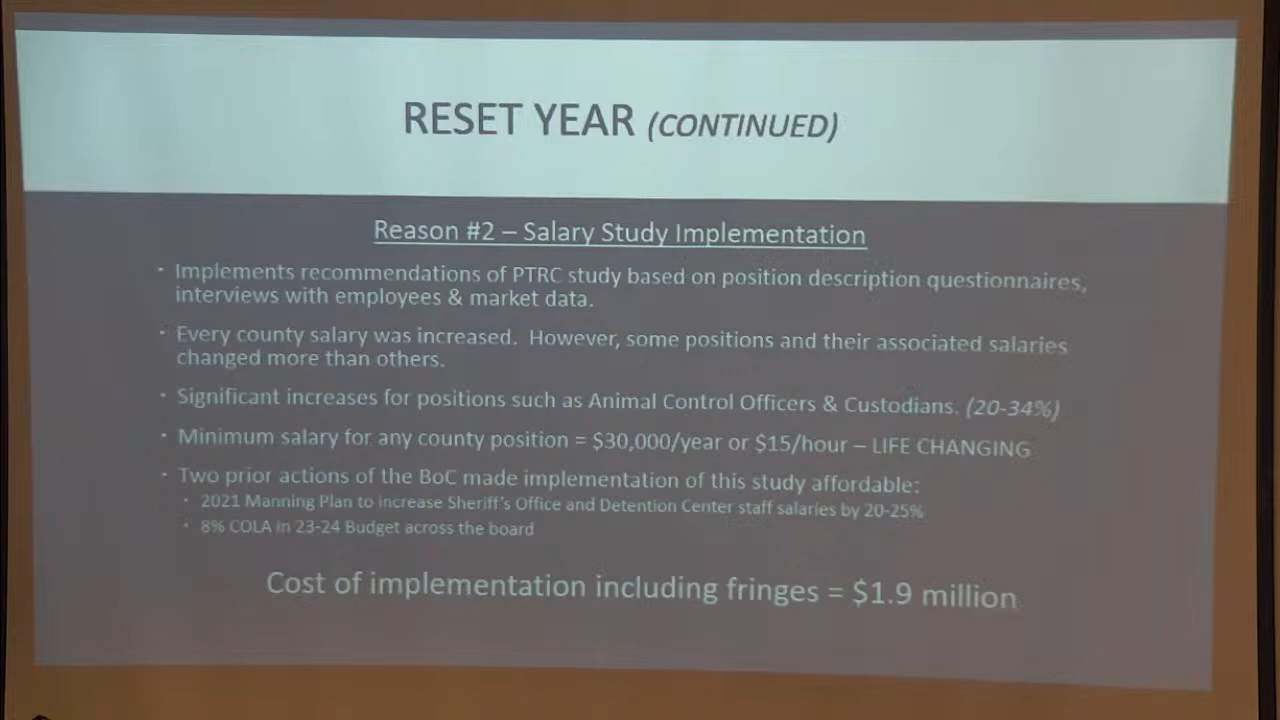 RESET YEAR (CONTINUED)
Reason #2 – Salary Study Implementation
• Implements recommendations of PTRC study based on position description questionnaires,
interviews with employees & market data.
• Every county salary was increased. However, some positions and their associated salaries
changed more than others.
• Significant increases for positions such as Animal Control Officers & Custodians. (20-34%)
• Minimum salary for any county position = $30,000/year or $15/hour – LIFE CHANGING
• Two prior actions of the BoC made implementation of this study affordable:
• 2021 Manning Plan to increase Sheriff's Office and Detention Center staff salaries by 20-25%
• 8% COLA in 23-24 Budget across the board
Cost of implementation including fringes = $1.9 million